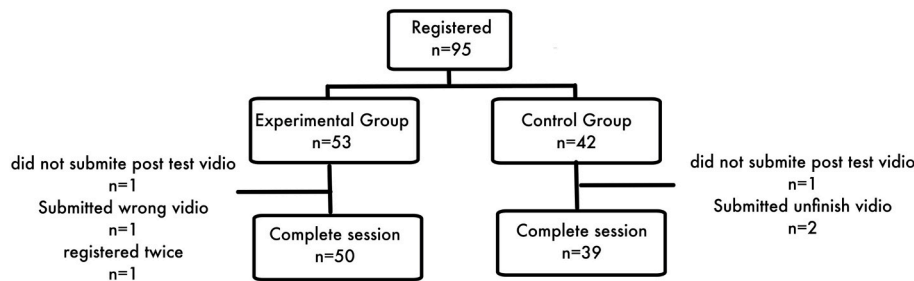 Registered
n=95
Experimental Group
n=53
Control Group
n=42
did not submite post test vidio
n=1
Submitted wrong vidio
n=1
registered twice
n=1
did not submite post test vidio
n=1
Submitted unfinish vidio
n=2
Complete session
n=50
Complete session
n=39